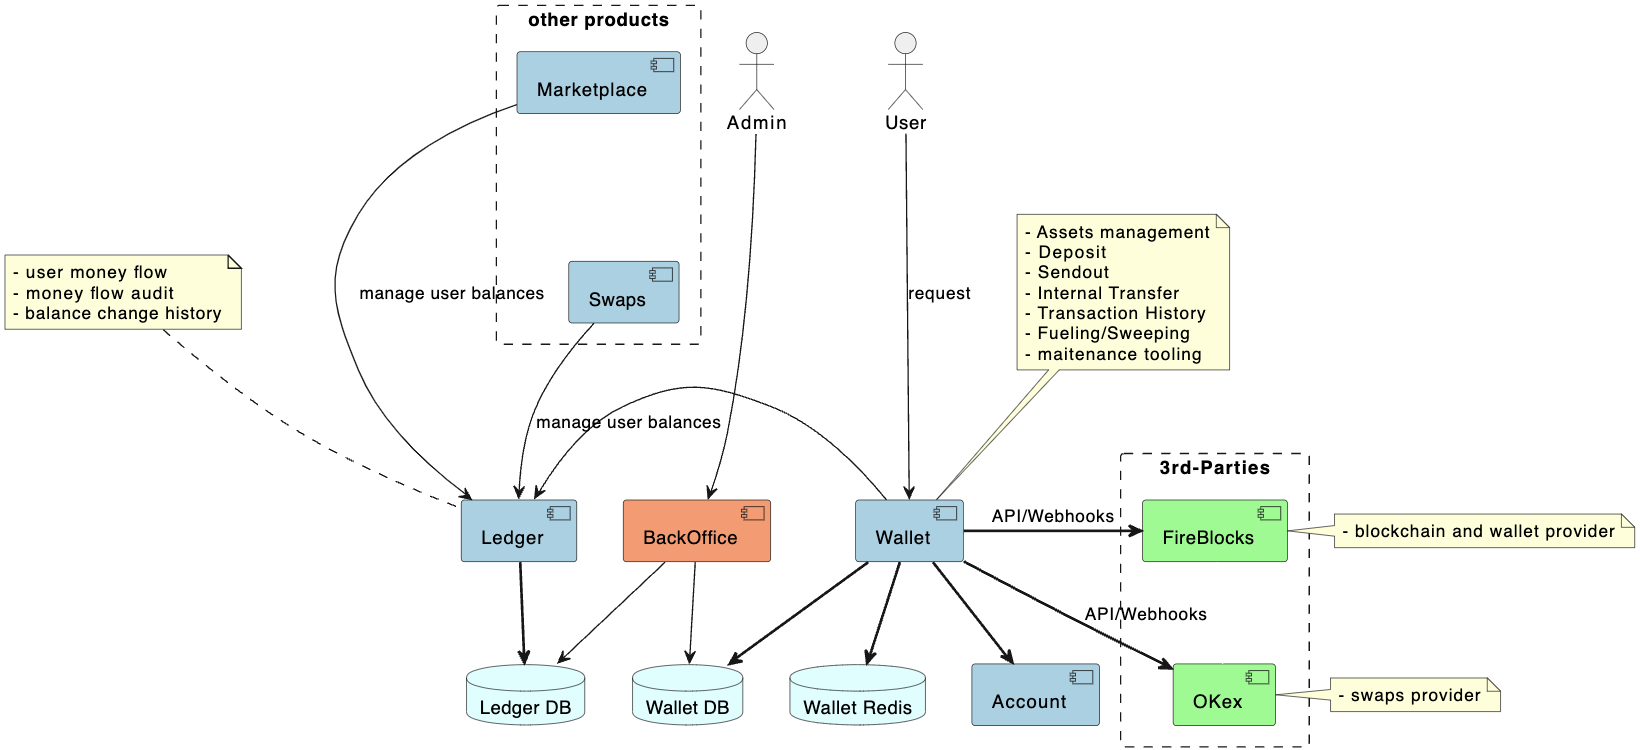 other products
Marketplace
Admin
User
- Assets management
- Deposit
- Sendout
- Internal Transfer
- Transaction History
- Fueling/Sweeping
- maitenance tooling
- user money flow
- money flow audit
- balance change history
manage user balances
Swaps
request
manage user balances
3rd-Parties
Ledger
BackOffice
Wallet
API/Webhooks
FireBlocks
- blockchain and wallet provider
API/Webhooks
Ledger DB
Wallet DB
Wallet Redis
Account
OKex
- swaps provider